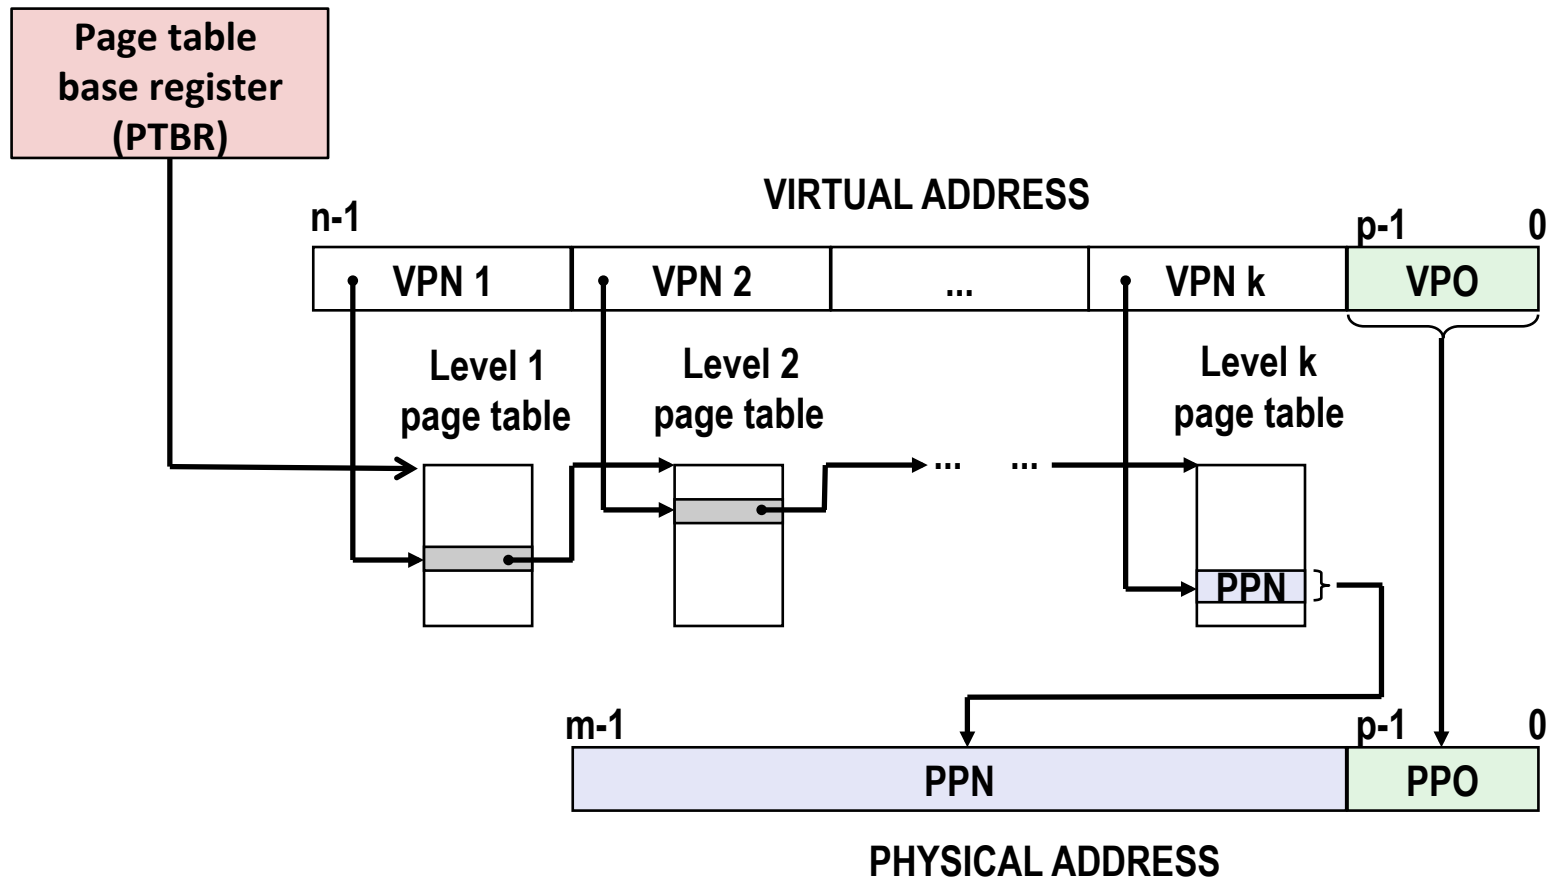 Page table
base register
(PTBR)
VIRTUAL ADDRESS
n-1
p-1
0
VPN 1
VPN 2
...
VPN k
VPO
Level 1
page table
Level 2
page table
Level k
page table
...
...
PPN
m-1
p-1
0
PPN
PPO
PHYSICAL ADDRESS